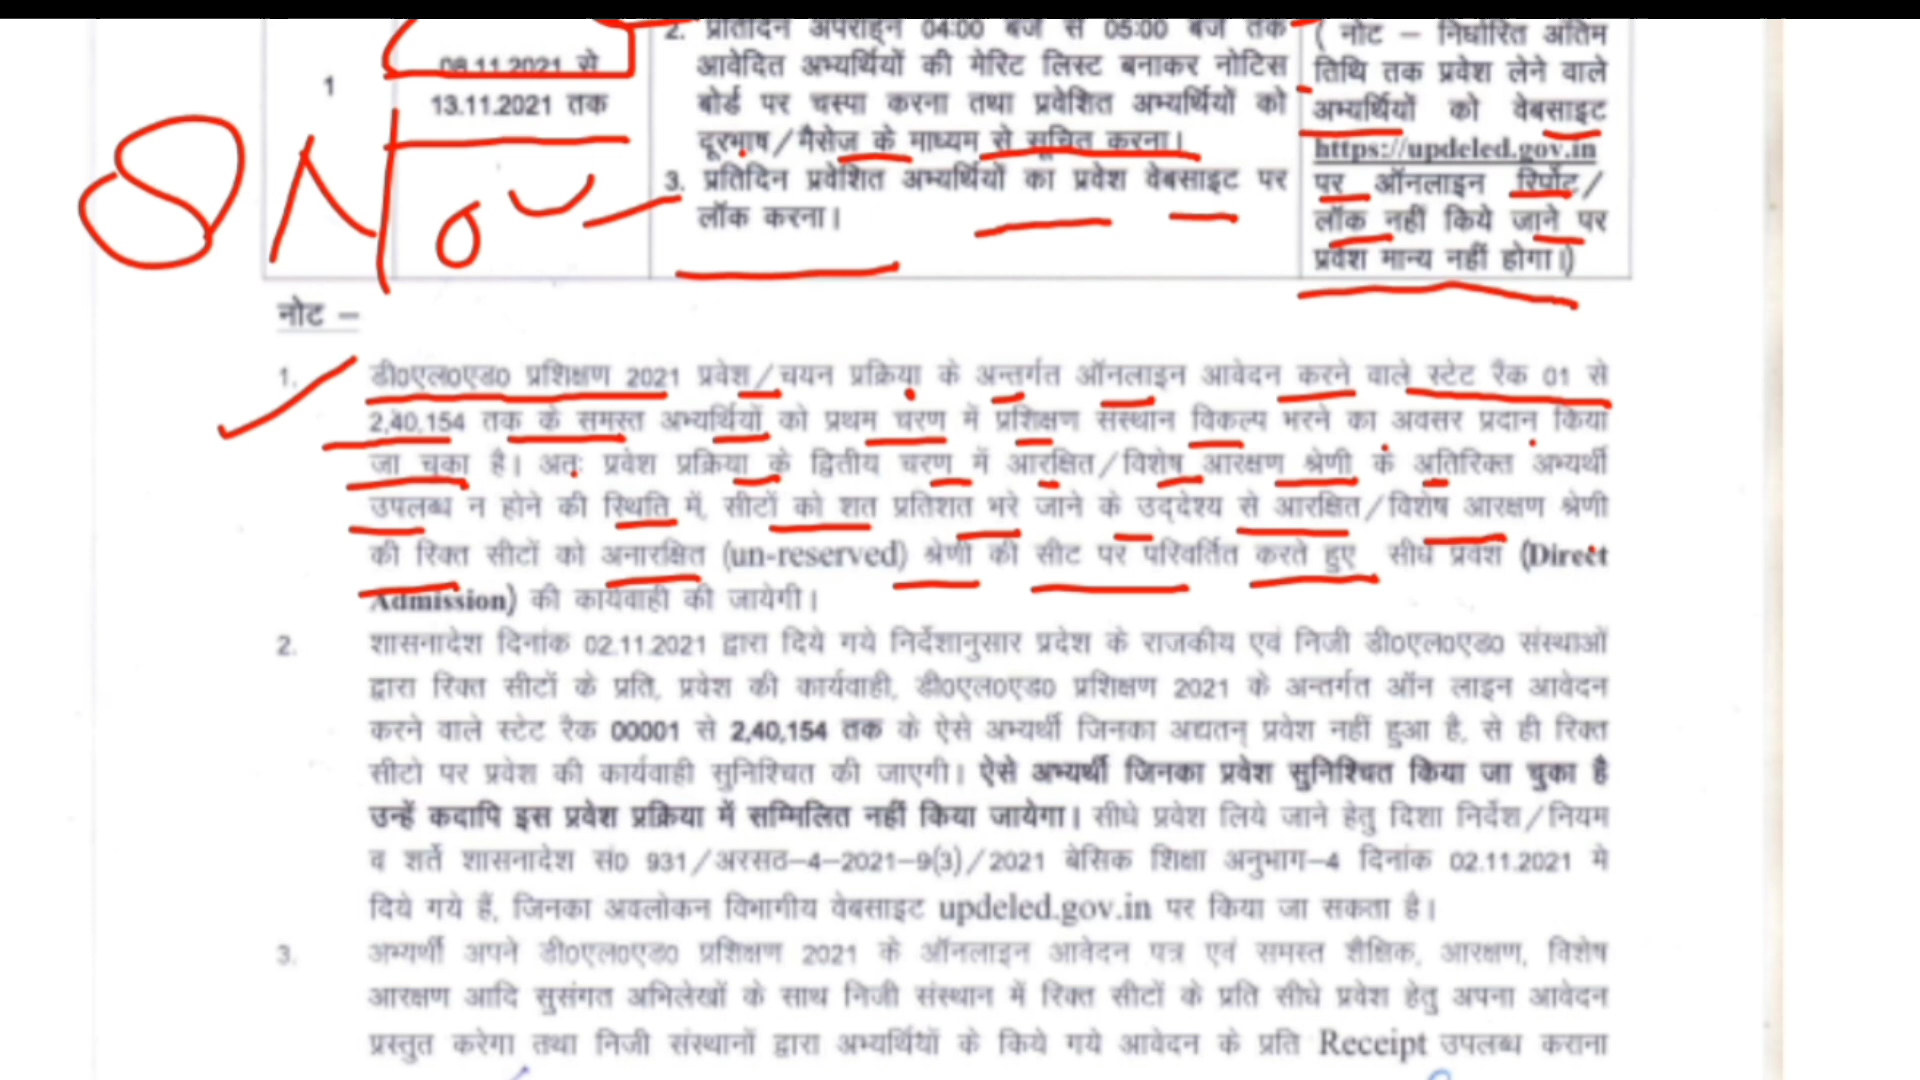 2. प्रतिदिन अपराह्न 04:00 बजे से 05:00 बजे तक
आवेदित अभ्यर्थियों की मेरिट लिस्ट बनाकर नोटिस
बोर्ड पर चस्पा करना तथा प्रवेशित अभ्यर्थियों को
दूरभाष/मैसेज के माध्यम से सूचित करना।
3. प्रतिदिन प्रवेशित अभ्यर्थियों का प्रवेश वेबसाइट पर
लॉक करना।
1
08.11.2021 से
13.11.2021 तक
( नोट – निर्धारित अंतिम
तिथि तक प्रवेश लेने वाले
अभ्यर्थियों को वेबसाइट
https://updeled.gov.in
पर ऑनलाइन रिर्पोट/
लॉक नहीं किये जाने पर
प्रवेश मान्य नहीं होगा।)
8 Nov
नोट –
1. डी0एल0एड0 प्रशिक्षण 2021 प्रवेश/चयन प्रक्रिया के अन्तर्गत ऑनलाइन आवेदन करने वाले स्टेट रैंक 01 से
2,40,154 तक के समस्त अभ्यर्थियों को प्रथम चरण में प्रशिक्षण संस्थान विकल्प भरने का अवसर प्रदान किया
जा चुका है। अतः प्रवेश प्रक्रिया के द्वितीय चरण में आरक्षित/विशेष आरक्षण श्रेणी के अतिरिक्त अभ्यर्थी
उपलब्ध न होने की स्थिति में, सीटों को शत प्रतिशत भरे जाने के उद्देश्य से आरक्षित/विशेष आरक्षण श्रेणी
की रिक्त सीटों को अनारक्षित (un-reserved) श्रेणी की सीट पर परिवर्तित करते हुए सीधे प्रवेश (Direct
Admission) की कार्यवाही की जायेगी।
2. शासनादेश दिनांक 02.11.2021 द्वारा दिये गये निर्देशानुसार प्रदेश के राजकीय एवं निजी डी0एल0एड0 संस्थाओं
द्वारा रिक्त सीटों के प्रति, प्रवेश की कार्यवाही, डी0एल0एड0 प्रशिक्षण 2021 के अन्तर्गत ऑन लाइन आवेदन
करने वाले स्टेट रैंक 00001 से 2,40,154 तक के ऐसे अभ्यर्थी जिनका अद्यतन् प्रवेश नहीं हुआ है, से ही रिक्त
सीटो पर प्रवेश की कार्यवाही सुनिश्चित की जाएगी। ऐसे अभ्यर्थी जिनका प्रवेश सुनिश्चित किया जा चुका है
उन्हें कदापि इस प्रवेश प्रक्रिया में सम्मिलित नहीं किया जायेगा। सीधे प्रवेश लिये जाने हेतु दिशा निर्देश/नियम
व शर्ते शासनादेश सं0 931/अरसठ–4–2021–9(3)/2021 बेसिक शिक्षा अनुभाग–4 दिनांक 02.11.2021 मे
दिये गये हैं, जिनका अवलोकन विभागीय वेबसाइट updeled.gov.in पर किया जा सकता है।
3. अभ्यर्थी अपने डी0एल0एड0 प्रशिक्षण 2021 के ऑनलाइन आवेदन पत्र एवं समस्त शैक्षिक, आरक्षण, विशेष
आरक्षण आदि सुसंगत अभिलेखों के साथ निजी संस्थान में रिक्त सीटों के प्रति सीधे प्रवेश हेतु अपना आवेदन
प्रस्तुत करेगा तथा निजी संस्थानों द्वारा अभ्यर्थियों के किये गये आवेदन के प्रति Receipt उपलब्ध कराना